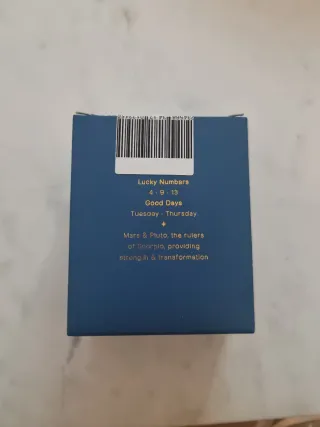 Lucky Numbers
4 - 9 - 13
Good Days
Tuesday - Thursday
Mars & Pluto, the rulers
of Scorpio, providing
strength & transformation